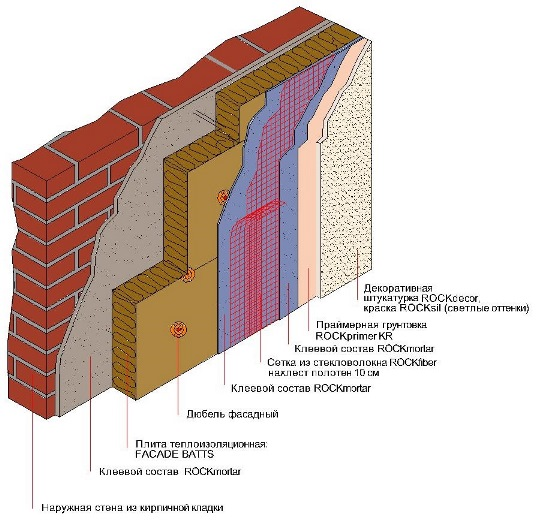 Декоративная
штукатурка ROCKdecor,
краска ROCKsil (светлые оттенки)
Праймерная грунтовка
ROCKprimer KR
Клеевой состав ROCKmortar
Сетка из стекловолокна ROCKfiber
нахлест полотен 10 см
Клеевой состав ROCKmortar
Дюбель фасадный
Плита теплоизоляционная:
FACADE BATTS
Клеевой состав ROCKmortar
Наружная стена из кирпичной кладки